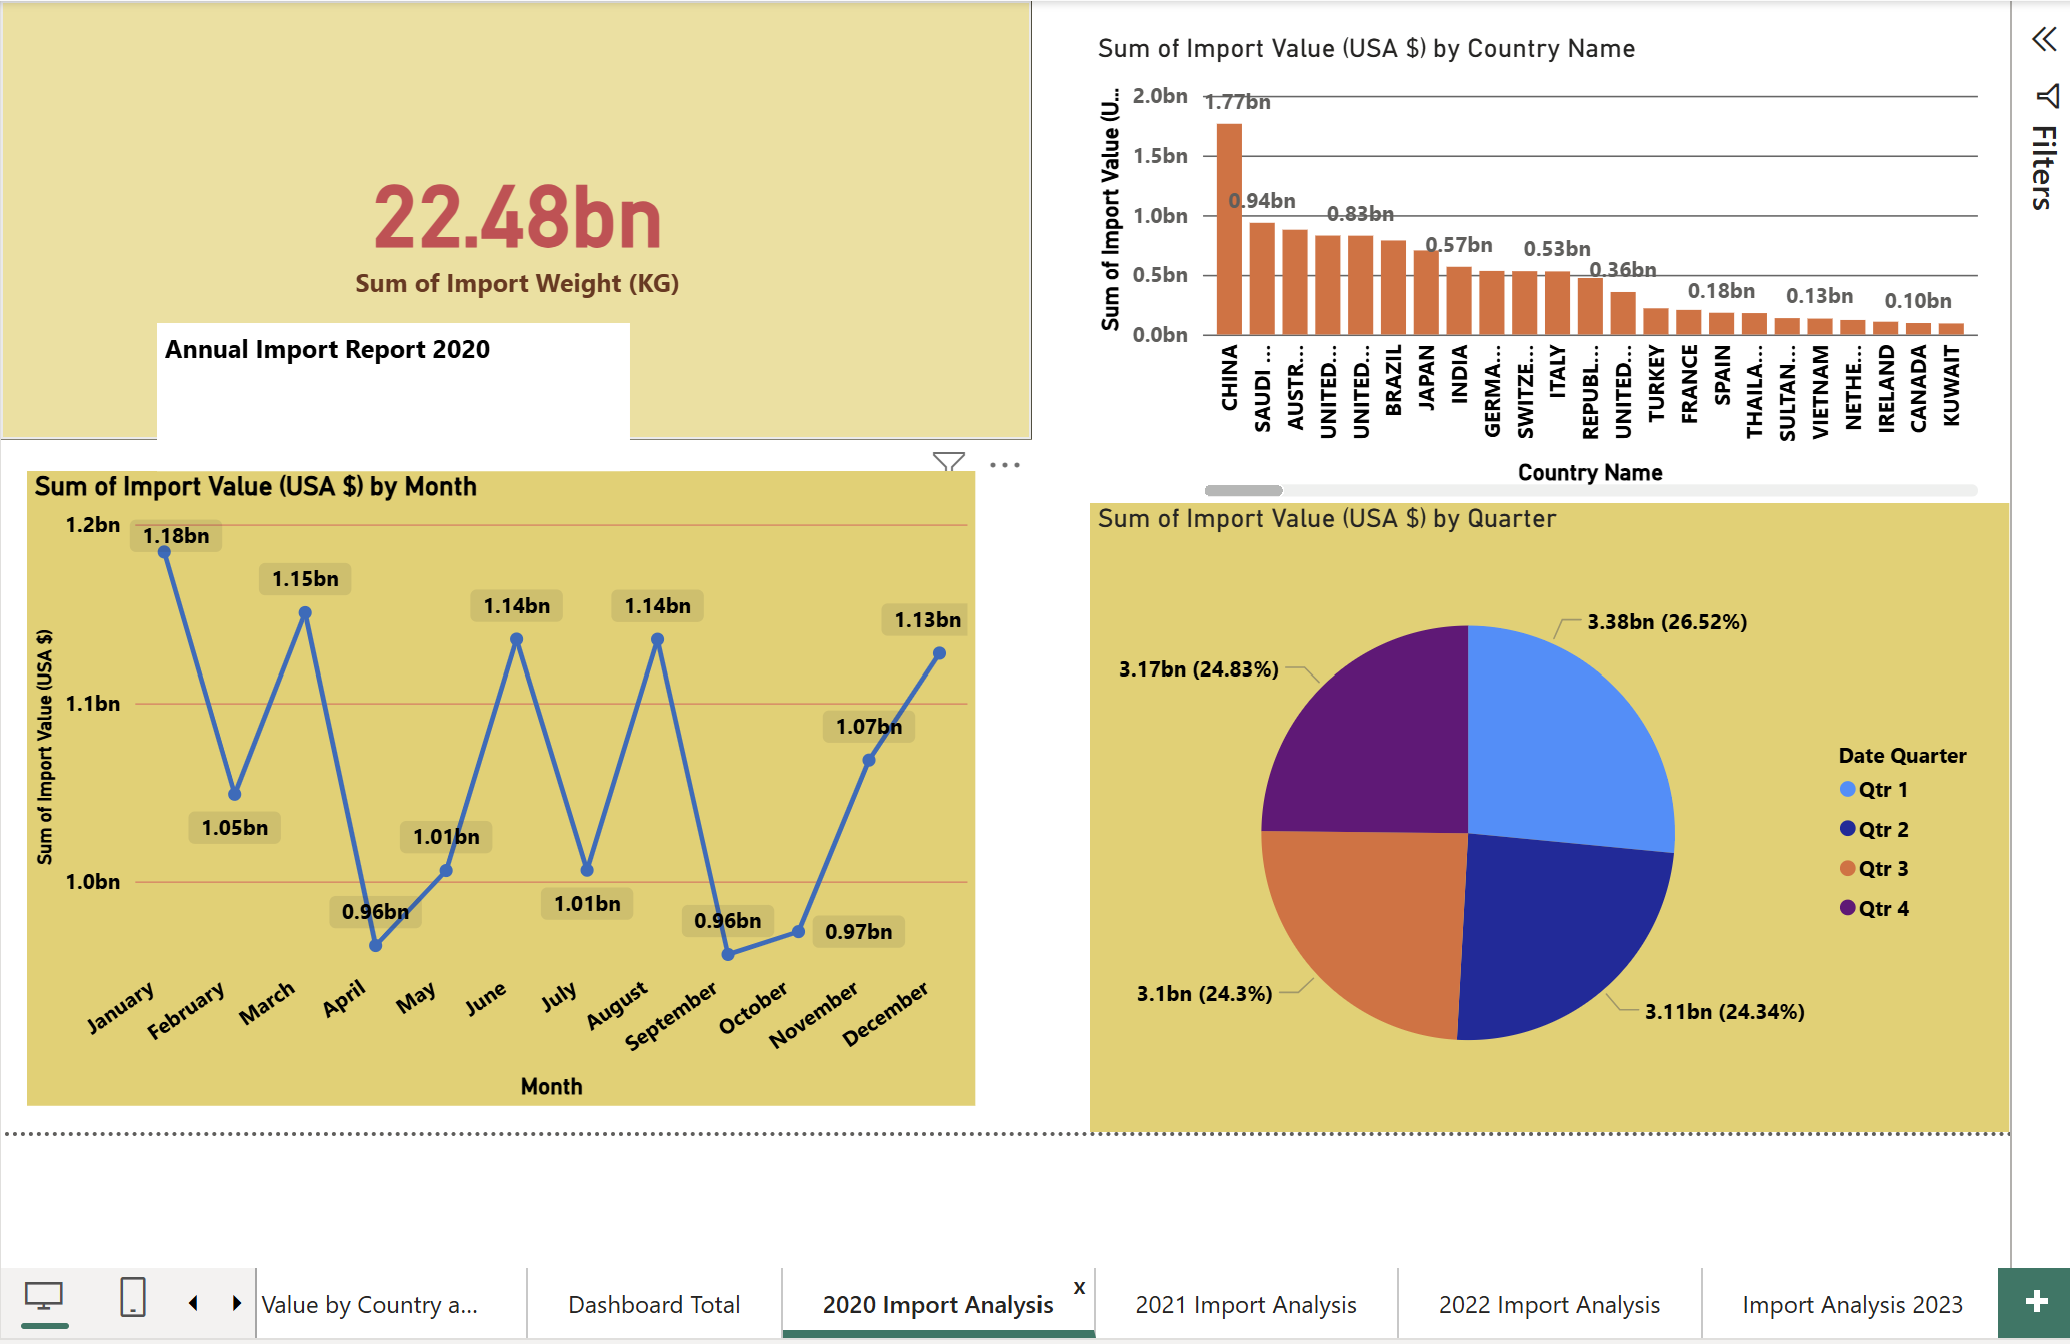 22.48bn
Sum of Import Weight (KG)
Annual Import Report 2020
Sum of Import Value (USA $) by Country Name
Sum of Import Value (U...
2.0bn
1.5bn
1.0bn
0.5bn
0.0bn
1.77bn
0.94bn
0.83bn
0.57bn
0.53bn
0.36bn
0.18bn
0.13bn
0.10bn
CHINA
SAUDI ...
AUSTR...
UNITED...
UNITED...
BRAZIL
JAPAN
INDIA
GERMA...
SWITZE...
ITALY
REPUBL...
UNITED...
TURKEY
FRANCE
SPAIN
THAILA...
SULTAN...
VIETNAM
NETHE...
IRELAND
CANADA
KUWAIT
Country Name
Filters
Sum of Import Value (USA $) by Month
Sum of Import Value (USA $)
1.2bn
1.1bn
1.0bn
1.18bn
1.05bn
1.15bn
0.96bn
1.01bn
1.14bn
1.01bn
1.14bn
0.96bn
0.97bn
1.07bn
1.13bn
January
February
March
April
May
June
July
August
September
October
November
December
Month
Sum of Import Value (USA $) by Quarter
3.38bn (26.52%)
3.17bn (24.83%)
3.1bn (24.3%)
3.11bn (24.34%)
Date Quarter
Qtr 1
Qtr 2
Qtr 3
Qtr 4
Value by Country a...
Dashboard Total
2020 Import Analysis
x
2021 Import Analysis
2022 Import Analysis
Import Analysis 2023
+